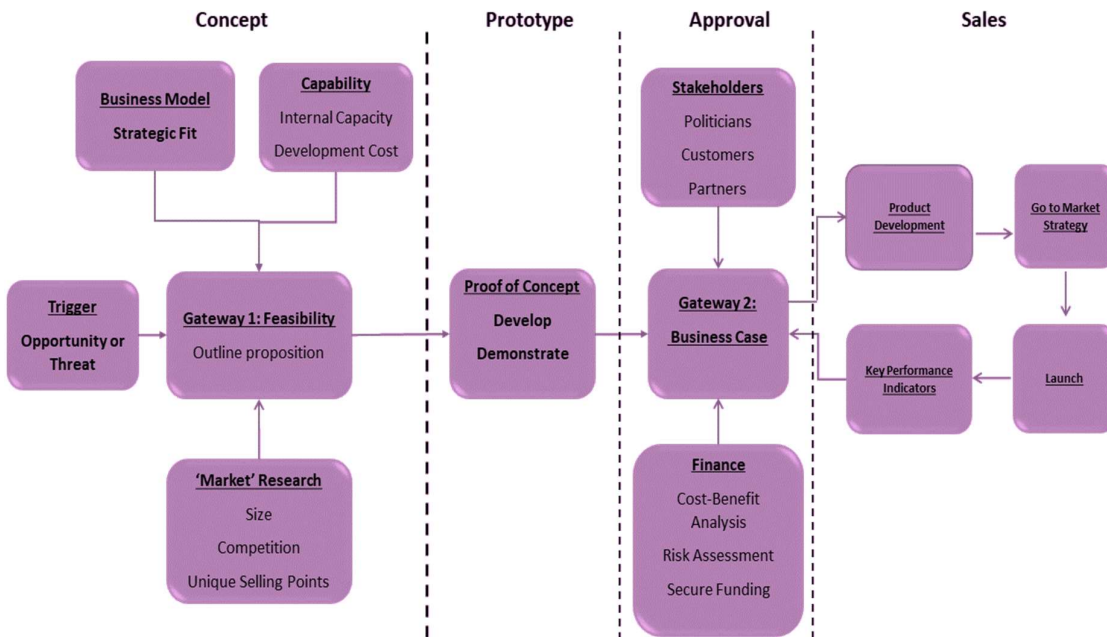 Concept
Prototype
Approval
Sales
Business Model
Strategic Fit
Capability
Internal Capacity
Development Cost
Trigger
Opportunity or
Threat
Gateway 1: Feasibility
Outline proposition
‘Market’ Research
Size
Competition
Unique Selling Points
Proof of Concept
Develop
Demonstrate
Stakeholders
Politicians
Customers
Partners
Gateway 2:
Business Case
Finance
Cost-Benefit
Analysis
Risk Assessment
Secure Funding
Product
Development
Go to Market
Strategy
Key Performance
Indicators
Launch